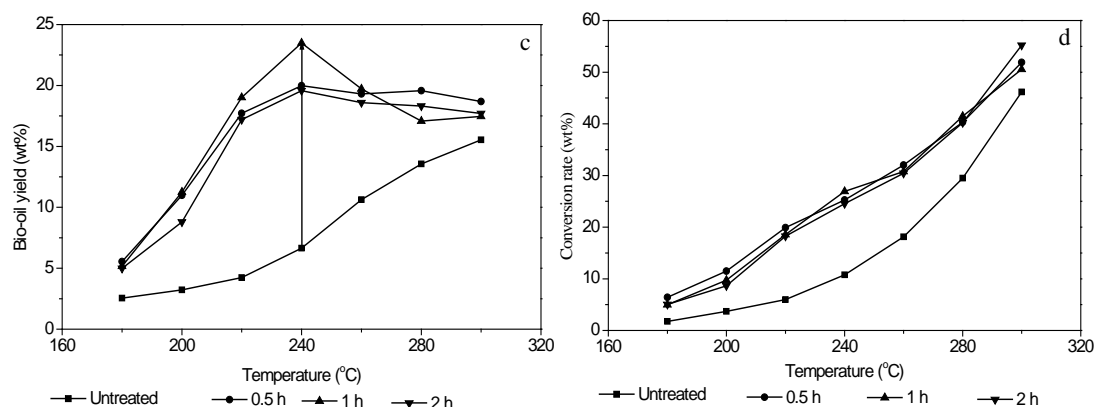 25
20
15
10
5
0
Bio-oil yield (wt%)
c
160 200 240 280 320
Temperature (°C)
Untreated 0.5 h 1 h 2 h
60
50
40
30
20
10
0
Conversion rate (wt%)
d
160 200 240 280 320
Temperature (°C)
Untreated 0.5 h 1 h 2 h